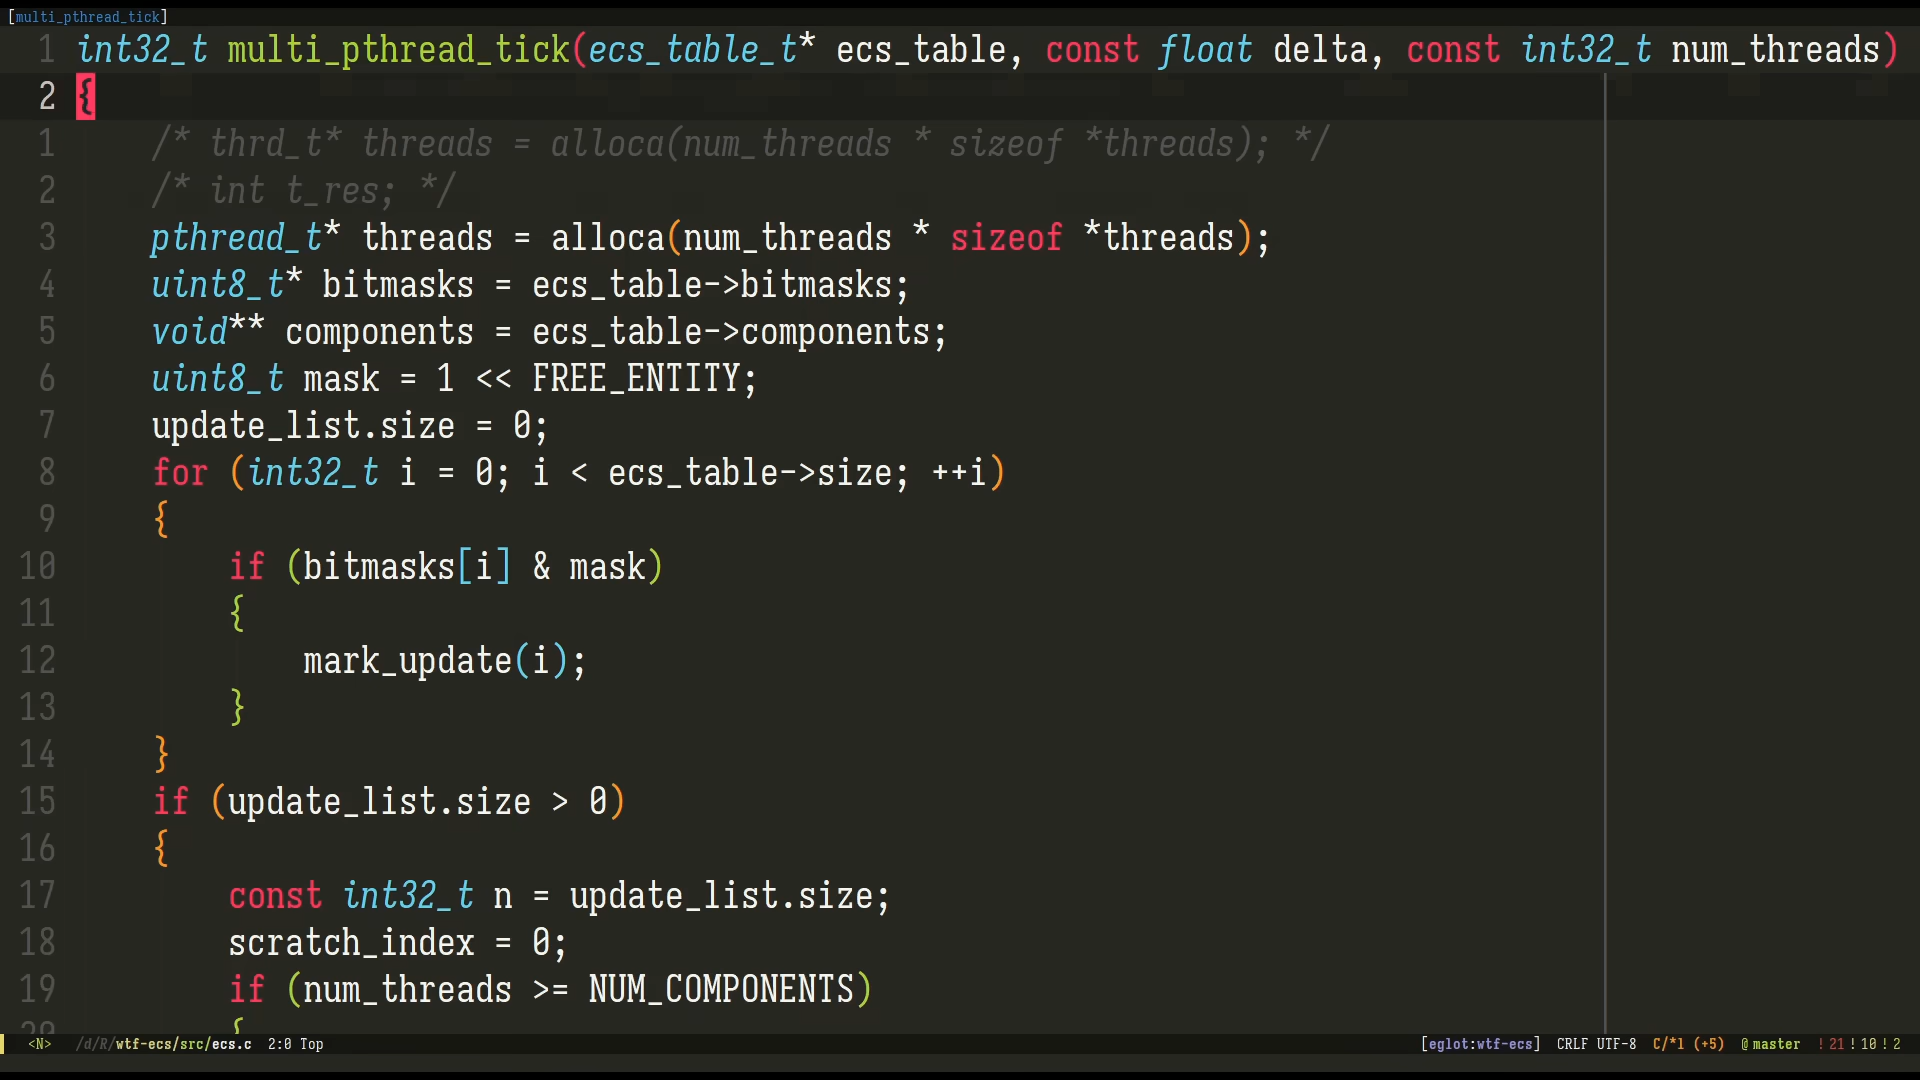 [multi_pthread_tick]
1 int32_t multi_pthread_tick(ecs_table_t* ecs_table, const float delta, const int32_t num_threads)
2 {
1 /* thrd_t* threads = alloca(num_threads * sizeof *threads); */
2 /* int t_res; */
3 pthread_t* threads = alloca(num_threads * sizeof *threads);
4 uint8_t* bitmasks = ecs_table->bitmasks;
5 void** components = ecs_table->components;
6 uint8_t mask = 1 << FREE_ENTITY;
7 update_list.size = 0;
8 for (int32_t i = 0; i < ecs_table->size; ++i)
9 {
10 if (bitmasks[i] & mask)
11 {
12 mark_update(i);
13 }
14 }
15 if (update_list.size > 0)
16 {
17 const int32_t n = update_list.size;
18 scratch_index = 0;
19 if (num_threads >= NUM_COMPONENTS)
20 {
<N> /d/R/wtf-ecs/src/ecs.c 2:0 Top [eglot:wtf-ecs] CRLF UTF-8 C/*l (+5) @master !21!10!2